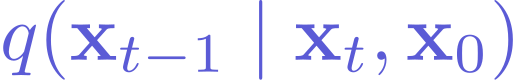 q(𝐱ₜ₋₁ | 𝐱ₜ, 𝐱₀)